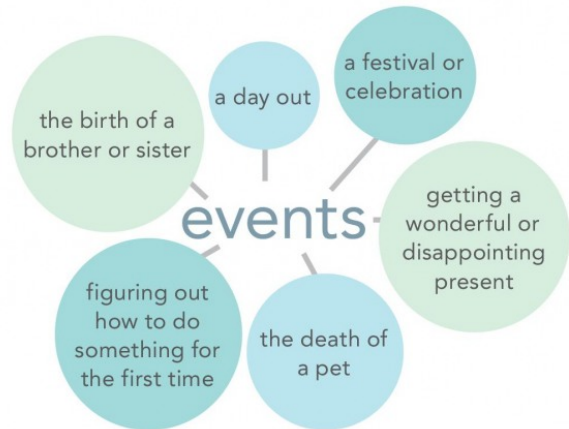 a day out
a festival or
celebration
the birth of a
brother or sister
events
getting a
wonderful or
disappointing
present
figuring out
how to do
something for
the first time
the death of
a pet